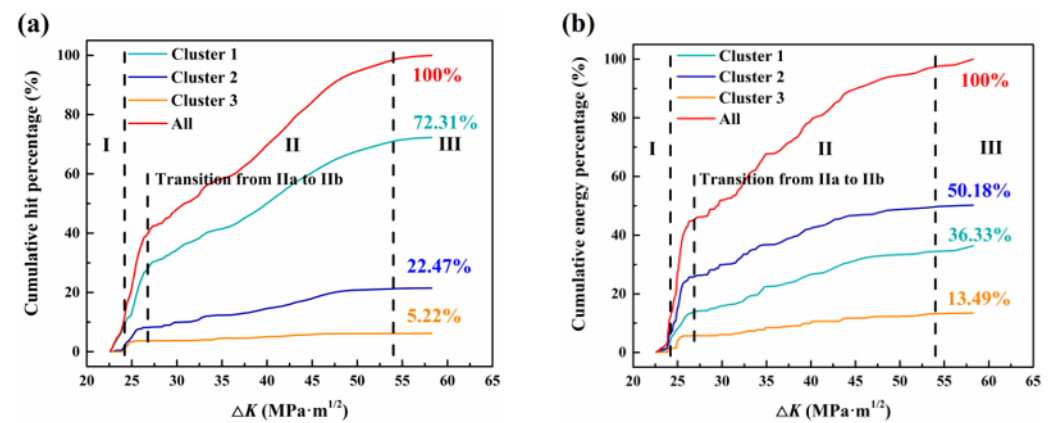 (a)
Cumulative hit percentage (%)
100
80
60
40
20
0
Cluster 1
Cluster 2
Cluster 3
All
100%
72.31%
I
II
III
Transition from IIa to IIb
22.47%
5.22%
20 25 30 35 40 45 50 55 60 65
△K (MPa·m1/2)
(b)
Cumulative energy percentage (%)
100
80
60
40
20
0
Cluster 1
Cluster 2
Cluster 3
All
100%
I
II
III
Transition from IIa to IIb
50.18%
36.33%
13.49%
20 25 30 35 40 45 50 55 60 65
△K (MPa·m1/2)